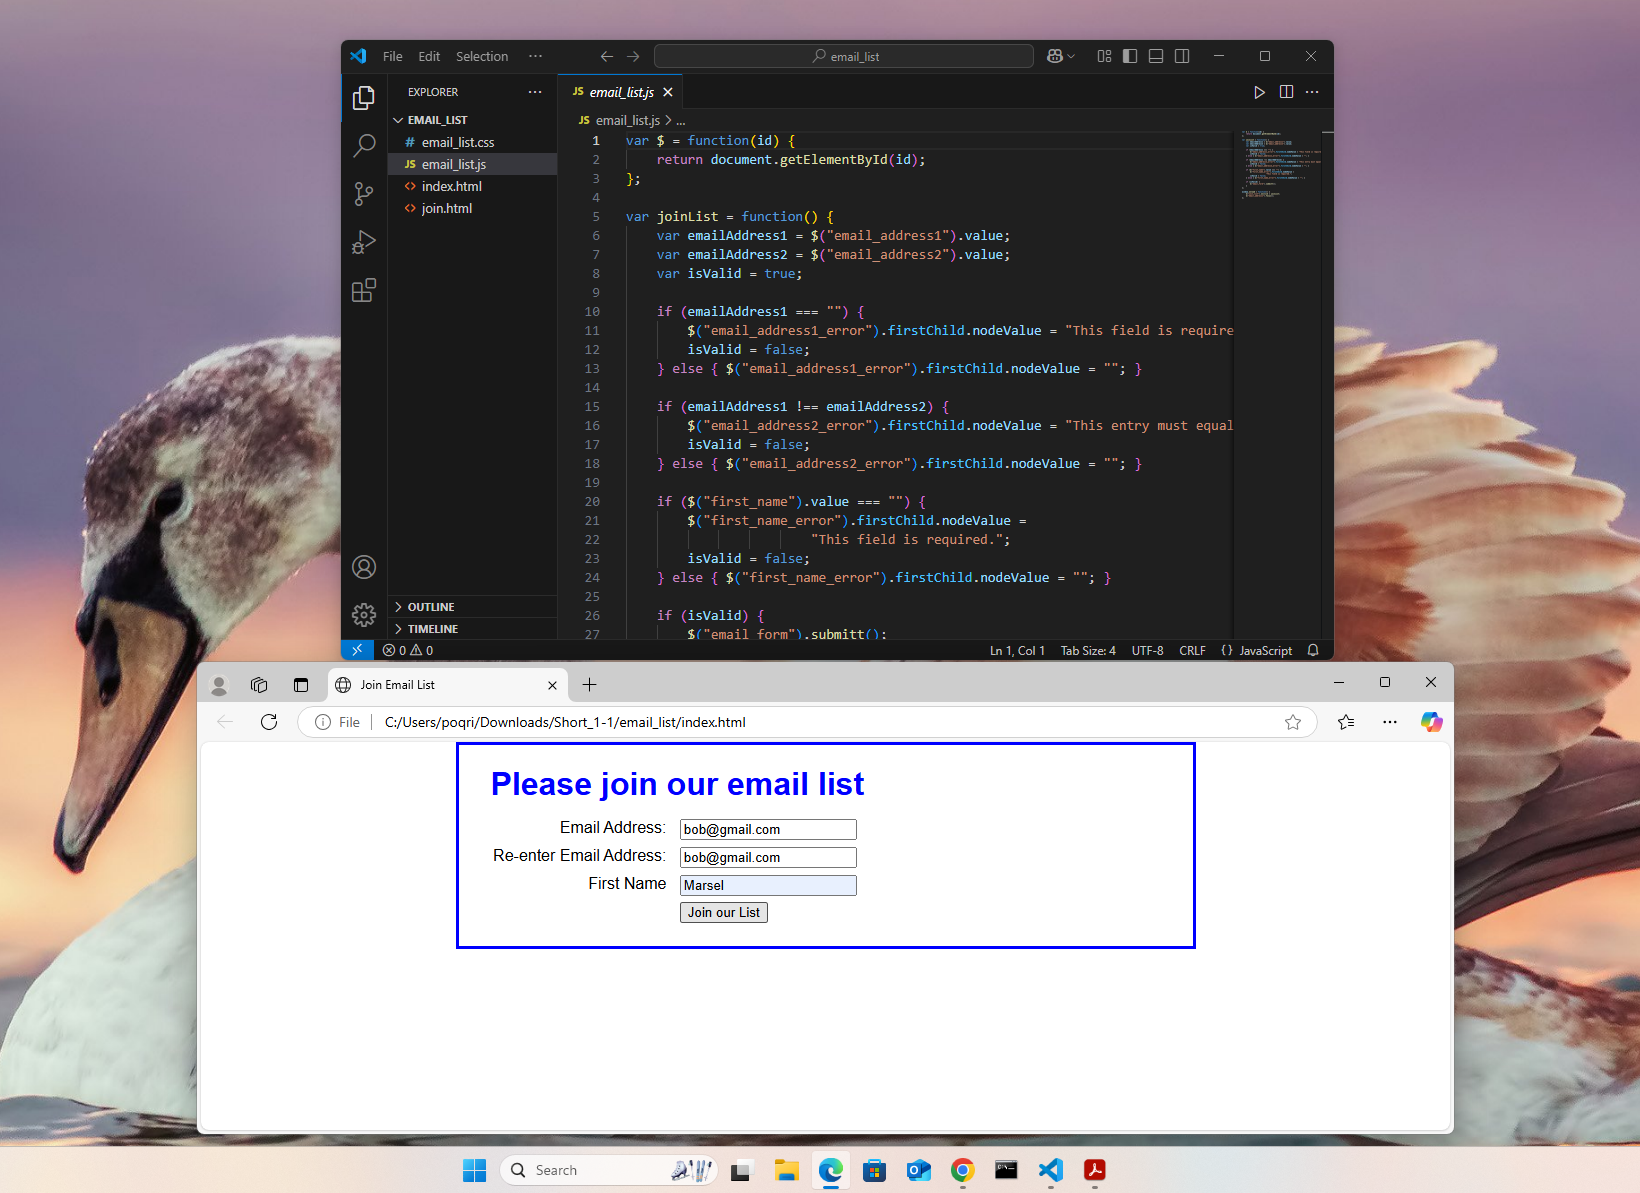 File Edit Selection ··· email_list
EXPLORER ···
EMAIL_LIST
# email_list.css
JS email_list.js
<> index.html
<> join.html
OUTLINE
TIMELINE
JS email_list.js
JS email_list.js > ...
1 var $ = function(id) {
2 return document.getElementById(id);
3 };
4
5 var joinList = function() {
6 var emailAddress1 = $("email_address1").value;
7 var emailAddress2 = $("email_address2").value;
8 var isValid = true;
9
10 if (emailAddress1 === "") {
11 $("email_address1_error").firstChild.nodeValue = "This field is require
12 isValid = false;
13 } else { $("email_address1_error").firstChild.nodeValue = ""; }
14
15 if (emailAddress1 !== emailAddress2) {
16 $("email_address2_error").firstChild.nodeValue = "This entry must equal
17 isValid = false;
18 } else { $("email_address2_error").firstChild.nodeValue = ""; }
19
20 if ($("first_name").value === "") {
21 $("first_name_error").firstChild.nodeValue =
22 "This field is required.";
23 isValid = false;
24 } else { $("first_name_error").firstChild.nodeValue = ""; }
25
26 if (isValid) {
27 $("email_form").submitt();
0 0 Ln 1, Col 1 Tab Size: 4 UTF-8 CRLF {} JavaScript
Join Email List
File C:/Users/poqri/Downloads/Short_1-1/email_list/index.html
Please join our email list
Email Address: bob@gmail.com
Re-enter Email Address: bob@gmail.com
First Name Marsel
Join our List
Search